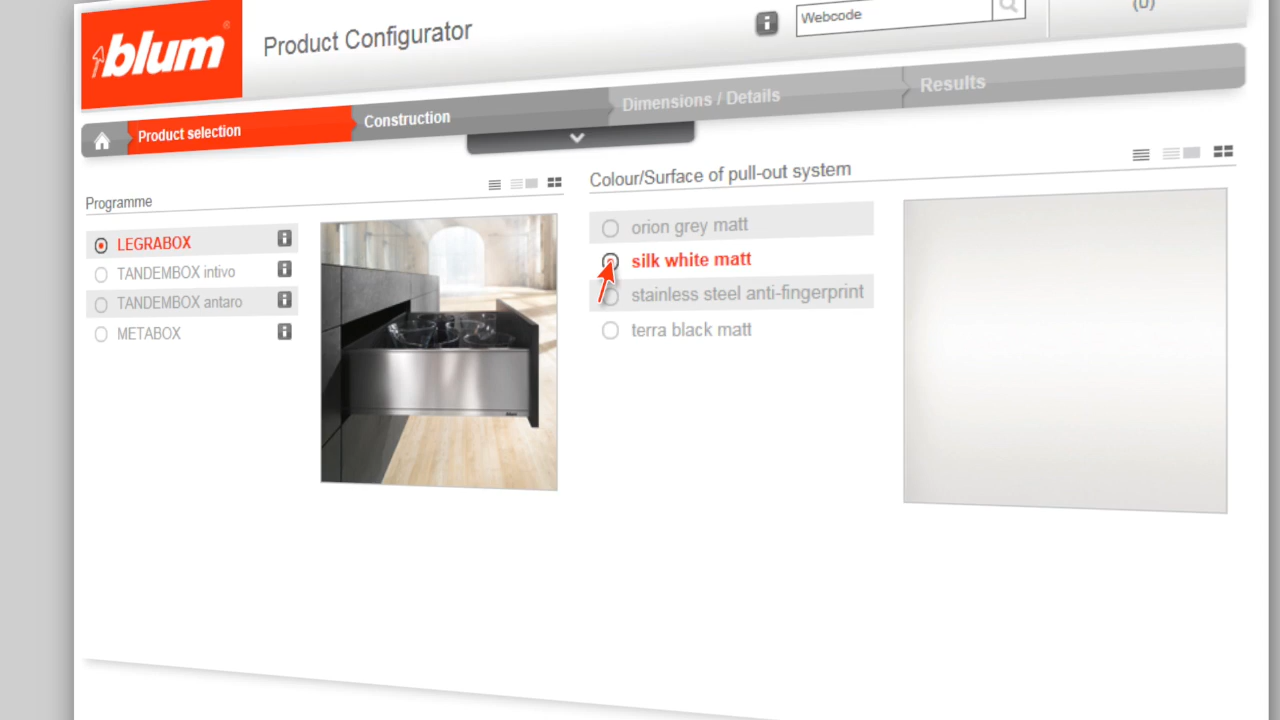 blum
Product Configurator
Webcode
(0)
Product selection
Construction
Dimensions / Details
Results
Programme
LEGRABOX
TANDEMBOX intivo
TANDEMBOX antaro
METABOX
Colour/Surface of pull-out system
orion grey matt
silk white matt
stainless steel anti-fingerprint
terra black matt